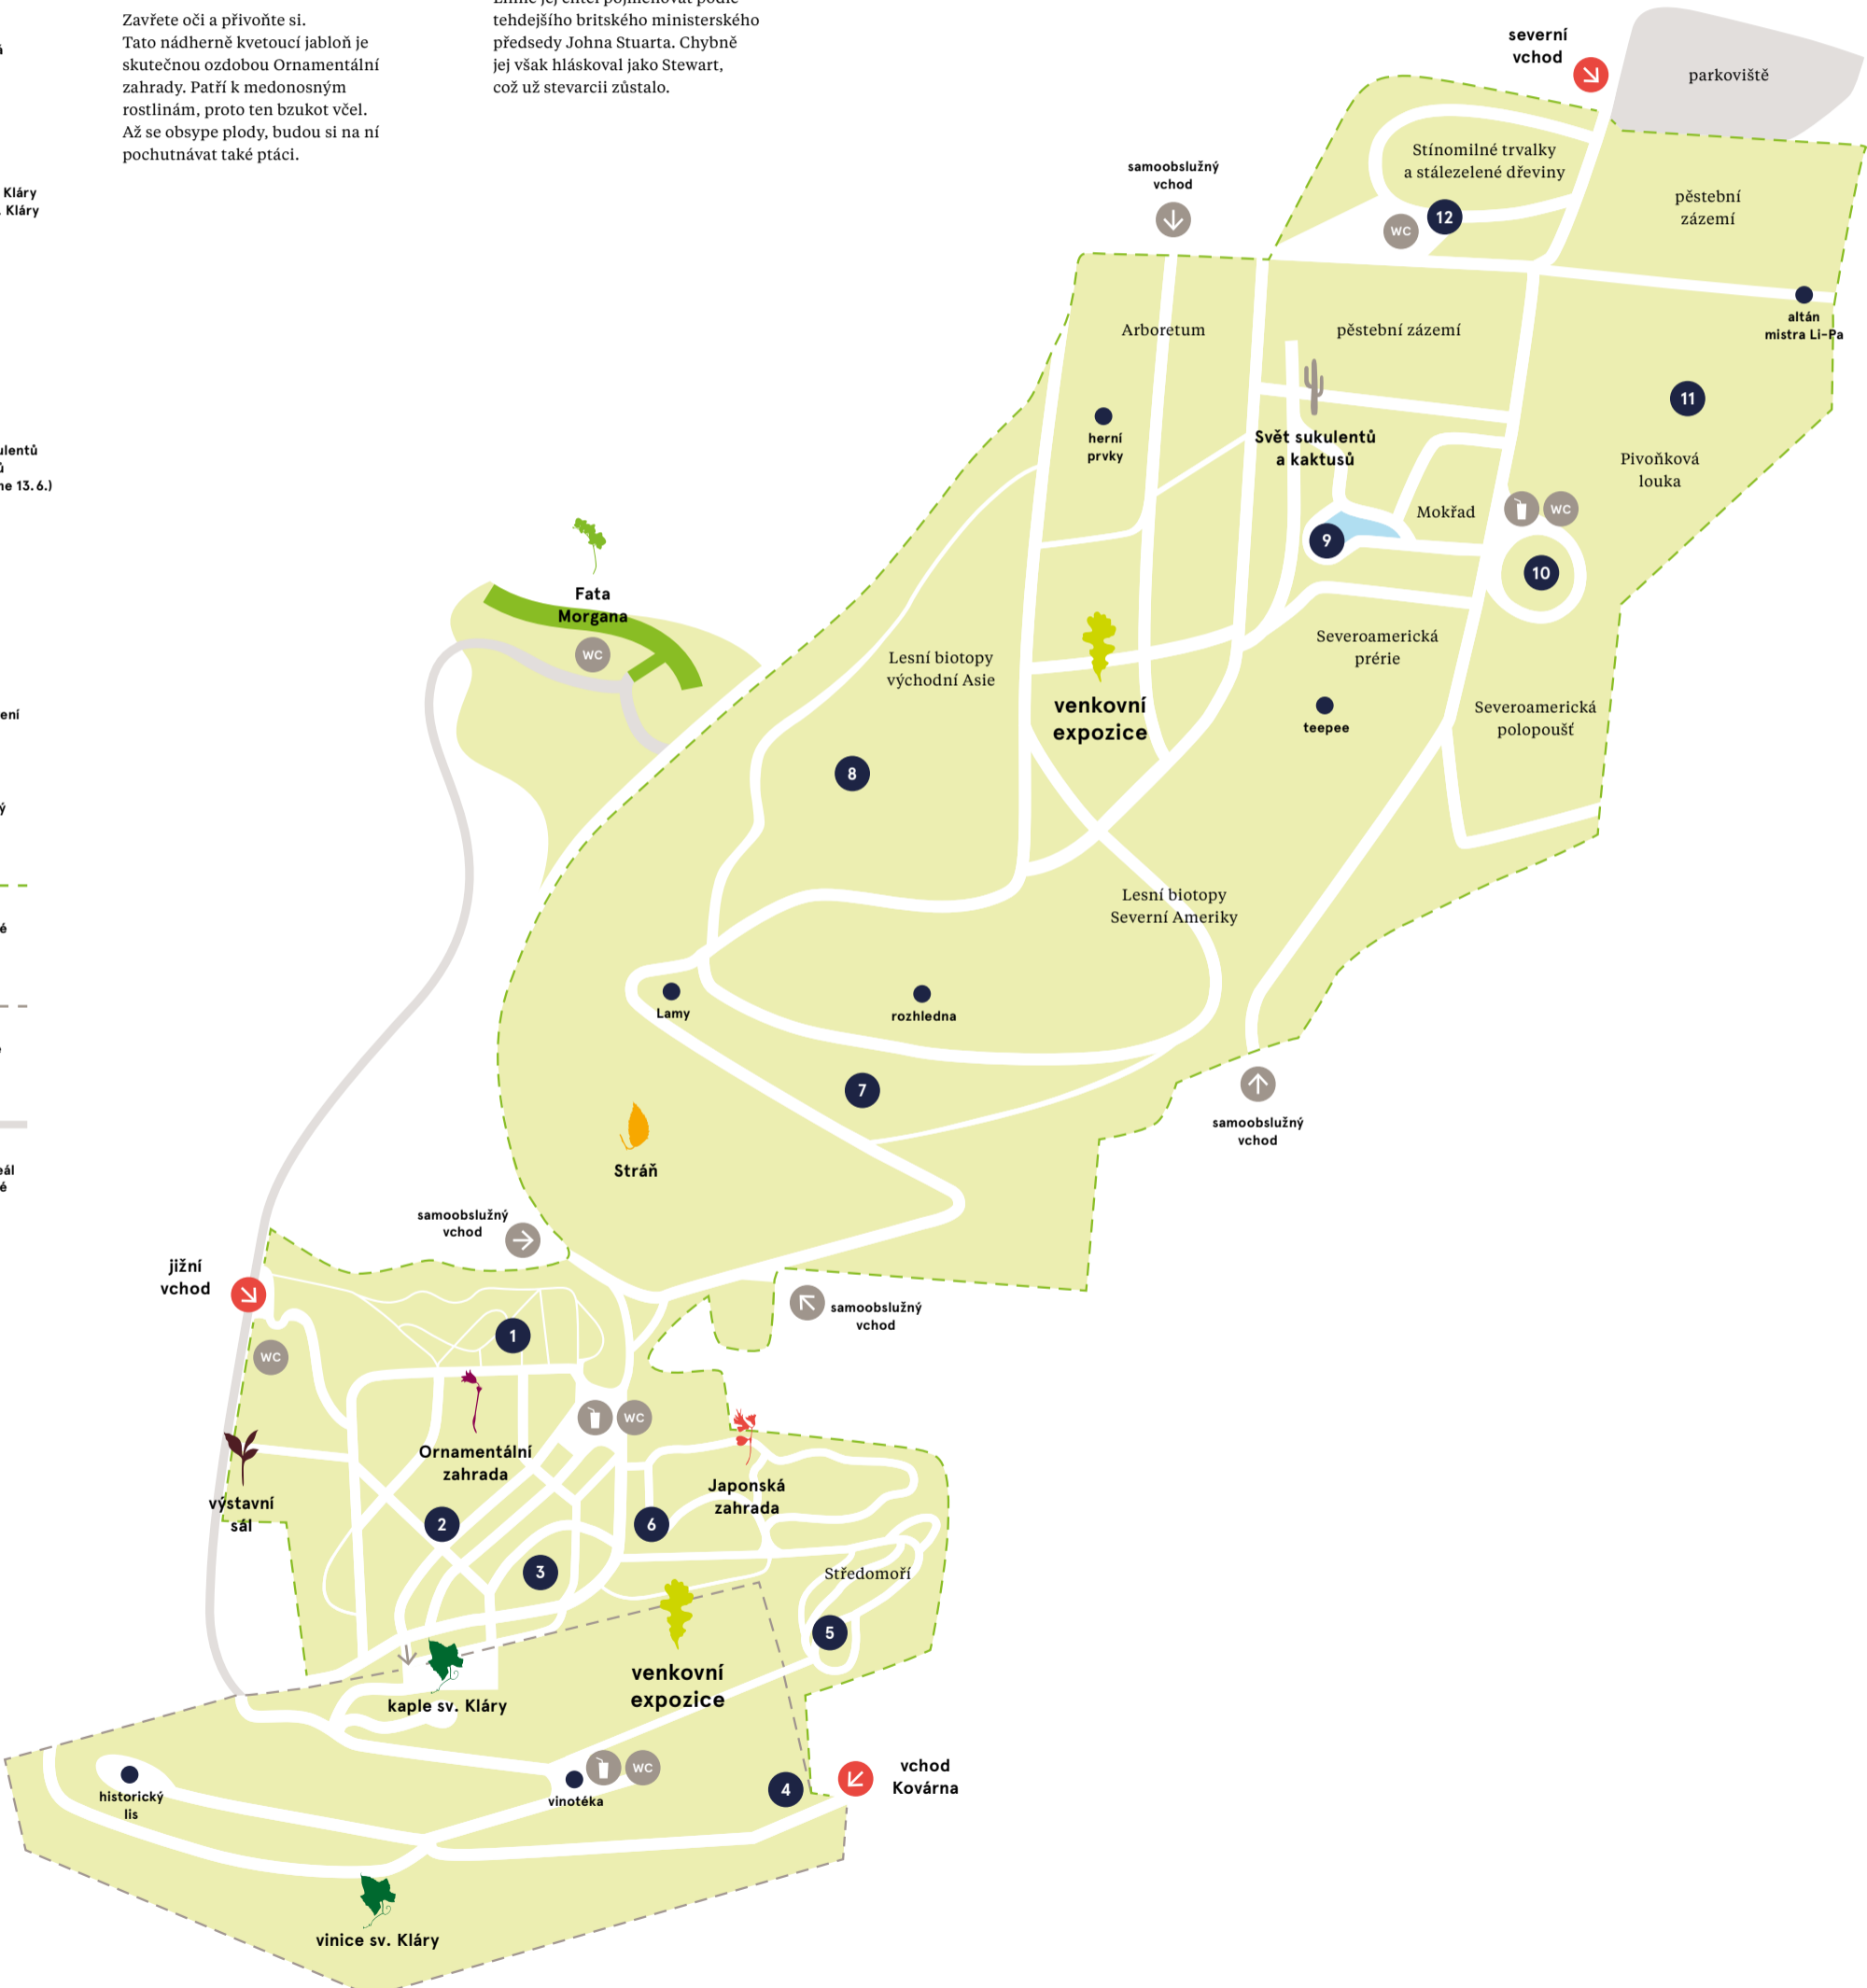 Zavřete oči a přivoňte si.
Tato nádherně kvetoucí jabloň je
skutečnou ozdobou Ornamentální
zahrady. Patří k medonosným
rostlinám, proto ten bzukot včel.
Až se obsype plody, budou si na ní
pochutnávat také ptáci.
tehdejšího britského ministerského
předsedy Johna Stuarta. Chybně
jej však hláskoval jako Stewart,
což už stevarcii zůstalo.
Kláry
. Kláry
ne 13. 6.)
severní
vchod
parkoviště
Stínomilné trvalky
a stálezelené dřeviny
12
WC
pěstební
zázemí
samoobslužný
vchod
altán
mistra Li-Pa
Arboretum
pěstební zázemí
11
herní
prvky
Svět sukulentů
a kaktusů
Pivoňková
louka
Mokřad
WC
9
10
Fata
Morgana
WC
Lesní biotopy
východní Asie
Severoamerická
prérie
venkovní
expozice
teepee
Severoamerická
polopoušť
8
Lesní biotopy
Severní Ameriky
Lamy
rozhledna
7
samoobslužný
vchod
Stráň
samoobslužný
vchod
jižní
vchod
samoobslužný
vchod
1
WC
WC
Ornamentální
zahrada
Japonská
zahrada
výstavní
sál
2
6
3
Středomoří
5
venkovní
expozice
kaple sv. Kláry
vchod
Kovárna
WC
4
historický
lis
vinotéka
vinice sv. Kláry